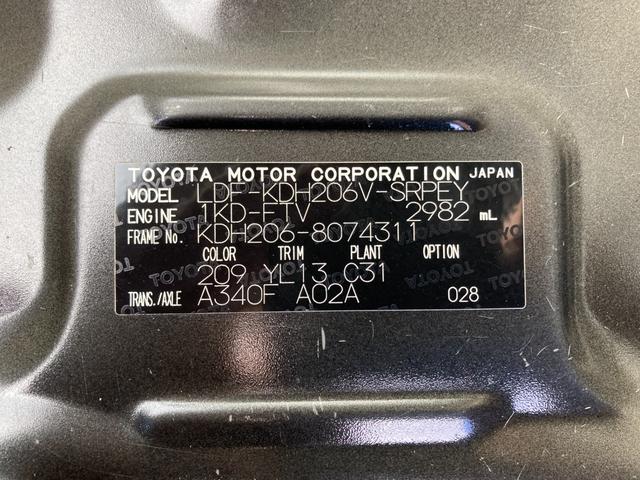 TOYOTA MOTOR CORPORATION JAPAN
MODEL LDF-KDH206V-SRPEY
ENGINE 1KD-FTV 2982 mL
FRAME No. KDH206-8074311
COLOR TRIM PLANT OPTION
209 YL13 C31
TRANS./AXLE A340F A02A 028